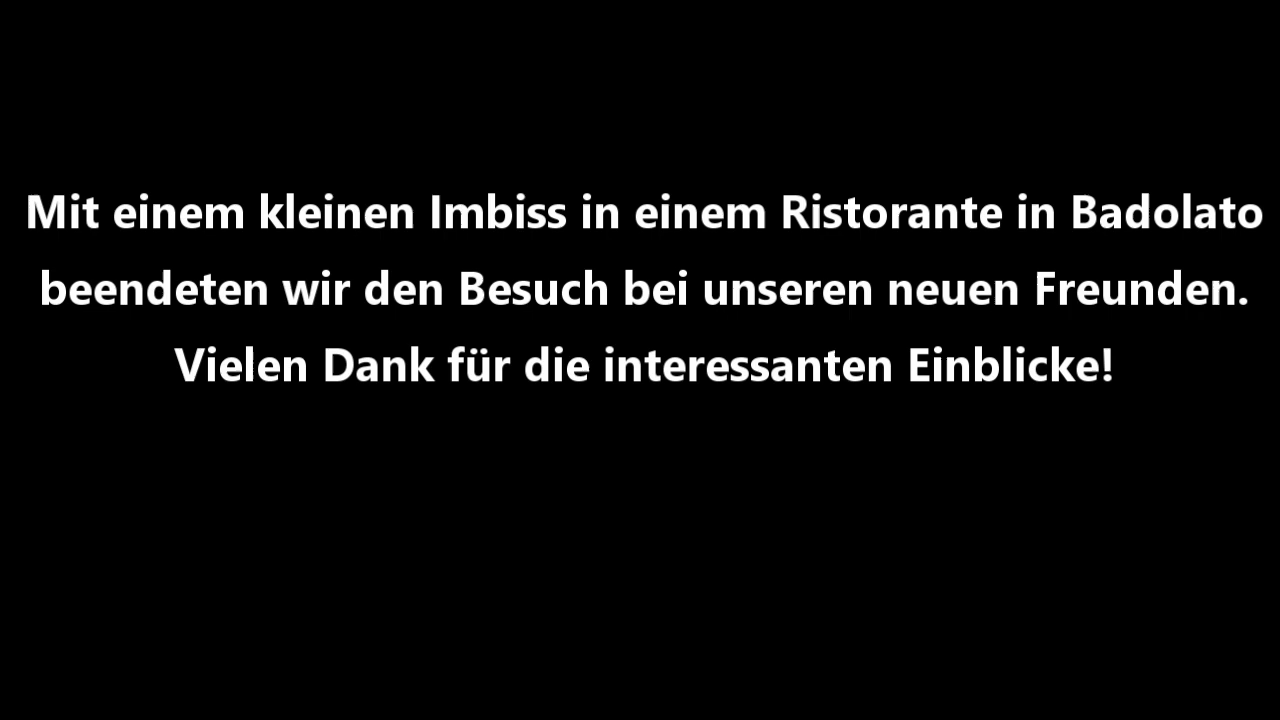 Mit einem kleinen Imbiss in einem Ristorante in Badolato
beendeten wir den Besuch bei unseren neuen Freunden.
Vielen Dank für die interessanten Einblicke!